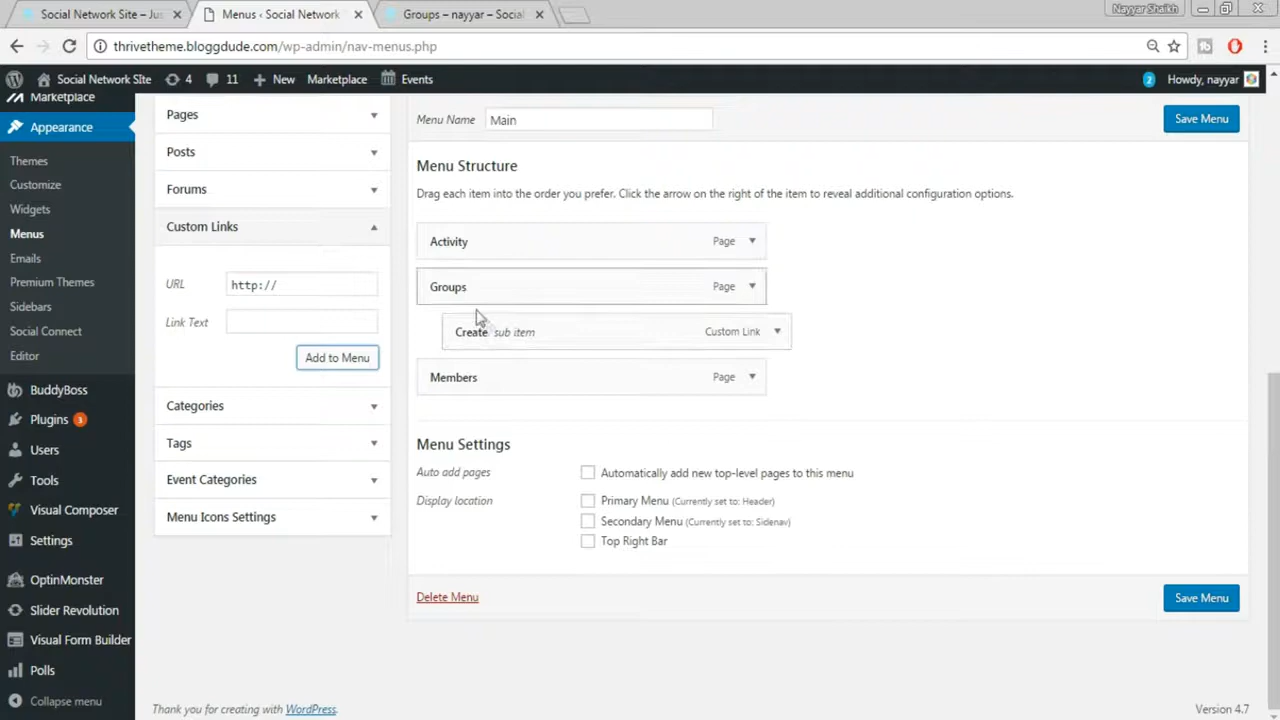 Social Network Site – Jus
Menus ‹ Social Network
Groups – nayyar – Social
Nayyar Shaikh
thrivetheme.bloggdude.com/wp-admin/nav-menus.php
Social Network SIte
4
11
New
Marketplace
Events
2
Howdy, nayyar
Marketplace
Appearance
Themes
Customize
Widgets
Menus
Emails
Premium Themes
Sidebars
Social Connect
Editor
BuddyBoss
Plugins 3
Users
Tools
Visual Composer
Settings
OptinMonster
Slider Revolution
Visual Form Builder
Polls
Collapse menu
Pages
Posts
Forums
Custom Links
URL http://
Link Text
Add to Menu
Categories
Tags
Event Categories
Menu Icons Settings
Menu Name Main
Save Menu
Menu Structure
Drag each item into the order you prefer. Click the arrow on the right of the item to reveal additional configuration options.
Activity Page
Groups Page
Create sub item Custom Link
Members Page
Menu Settings
Auto add pages Automatically add new top-level pages to this menu
Display location Primary Menu (Currently set to: Header)
Secondary Menu (Currently set to: Sidenav)
Top Right Bar
Delete Menu
Save Menu
Thank you for creating with WordPress.
Version 4.7